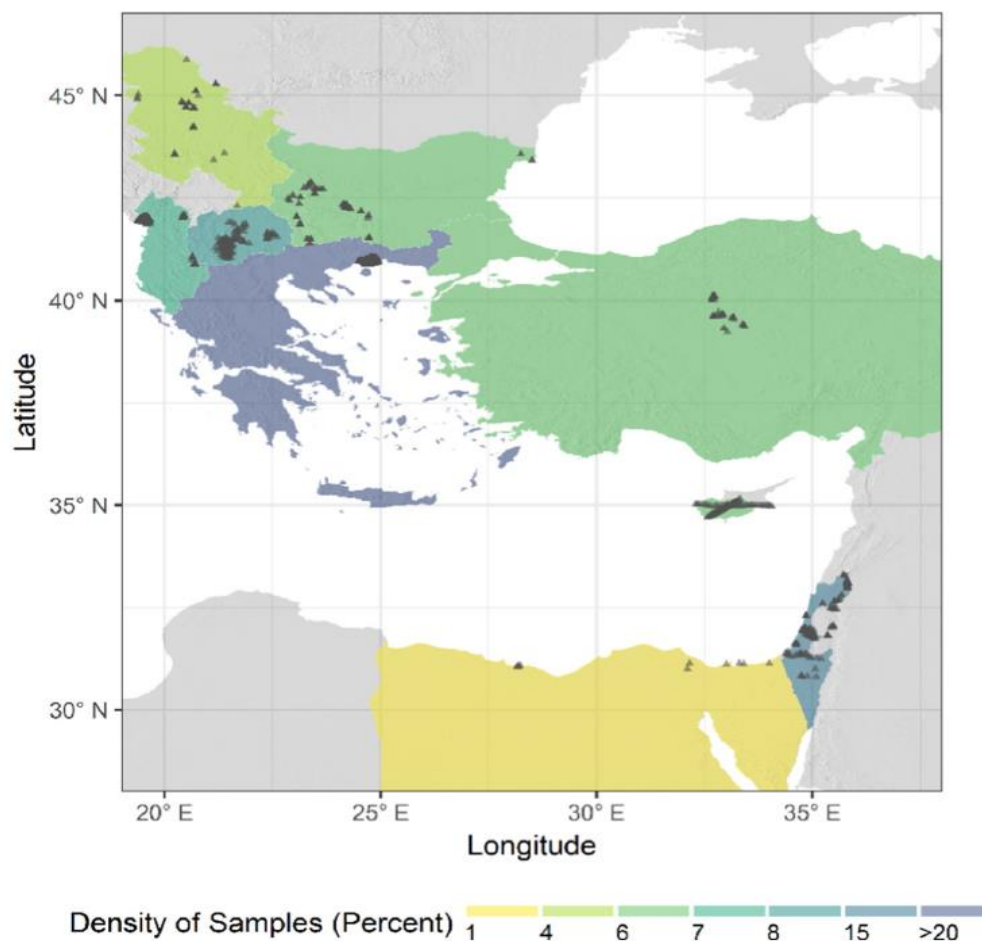 45° N
40° N
35° N
30° N
Latitude
20° E 25° E 30° E 35° E
Longitude
Density of Samples (Percent)
1 4 6 7 8 15 >20